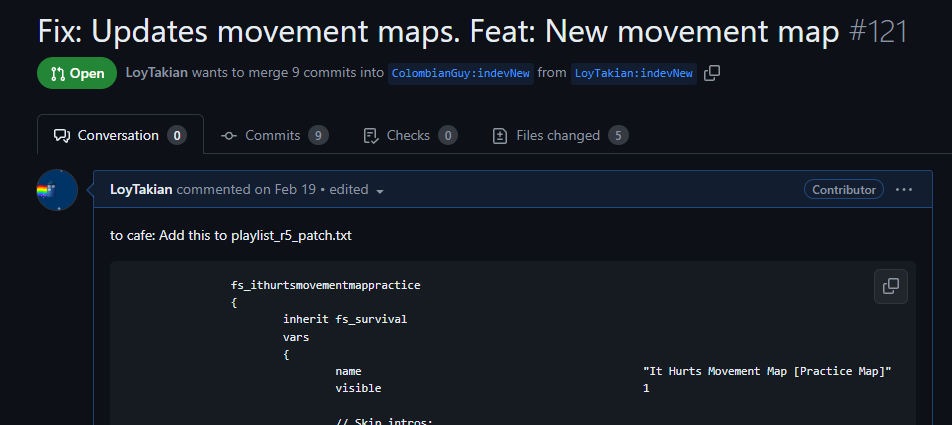 Fix: Updates movement maps. Feat: New movement map #121
Open LoyTakian wants to merge 9 commits into ColombianGuy:indevNew from LoyTakian:indevNew
Conversation 0 Commits 9 Checks 0 Files changed 5
LoyTakian commented on Feb 19 • edited Contributor
to cafe: Add this to playlist_r5_patch.txt
fs_ithurtsmovementmappractice
{
inherit fs_survival
vars
{
name "It Hurts Movement Map [Practice Map]"
visible 1
// Skip intros: